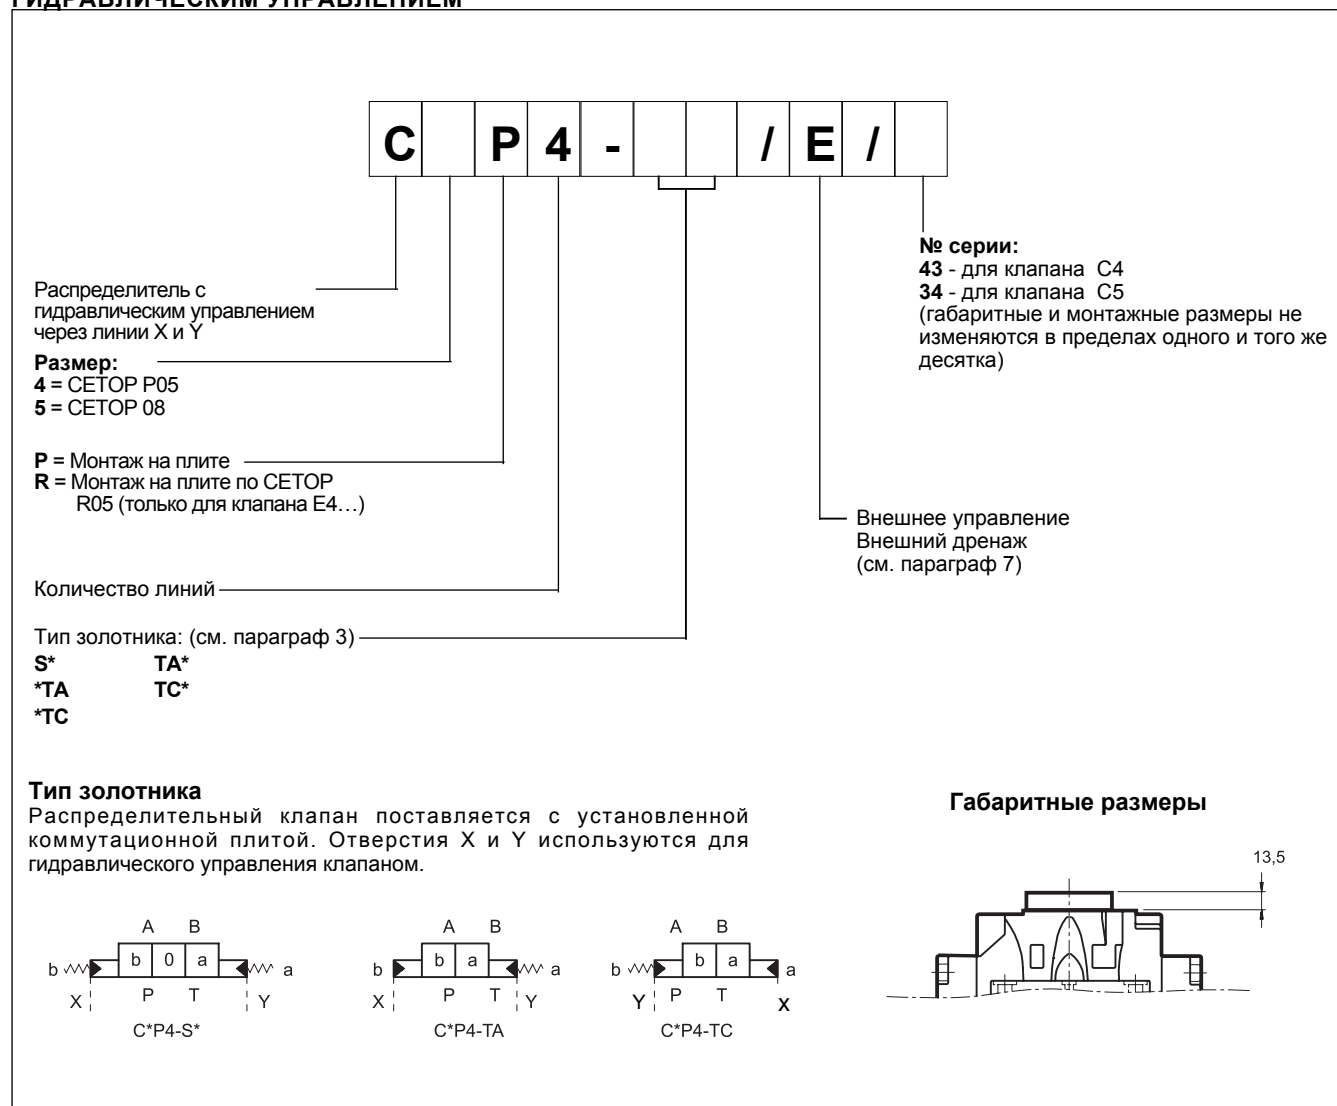 ГИДРАВЛИЧЕСКИМ УПРАВЛЕНИЕМ
C P 4 - / E /
№ серии:
43 - для клапана C4
34 - для клапана C5
(габаритные и монтажные размеры не
изменяются в пределах одного и того же
десятка)
Распределитель с
гидравлическим управлением
через линии X и Y
Размер:
4 = CETOP P05
5 = CETOP 08
P = Монтаж на плите
R = Монтаж на плите по CETOP
R05 (только для клапана E4…)
Внешнее управление
Внешний дренаж
(см. параграф 7)
Количество линий
Тип золотника: (см. параграф 3)
S* TA*
*TA TC*
*TC
Тип золотника
Распределительный клапан поставляется с установленной
коммутационной плитой. Отверстия X и Y используются для
гидравлического управления клапаном.
Габаритные размеры
13,5
A B
b b 0 a a
X P T Y
C*P4-S*
A B
b b a a
X P T Y
C*P4-TA
A B
b b a a
Y P T X
C*P4-TC